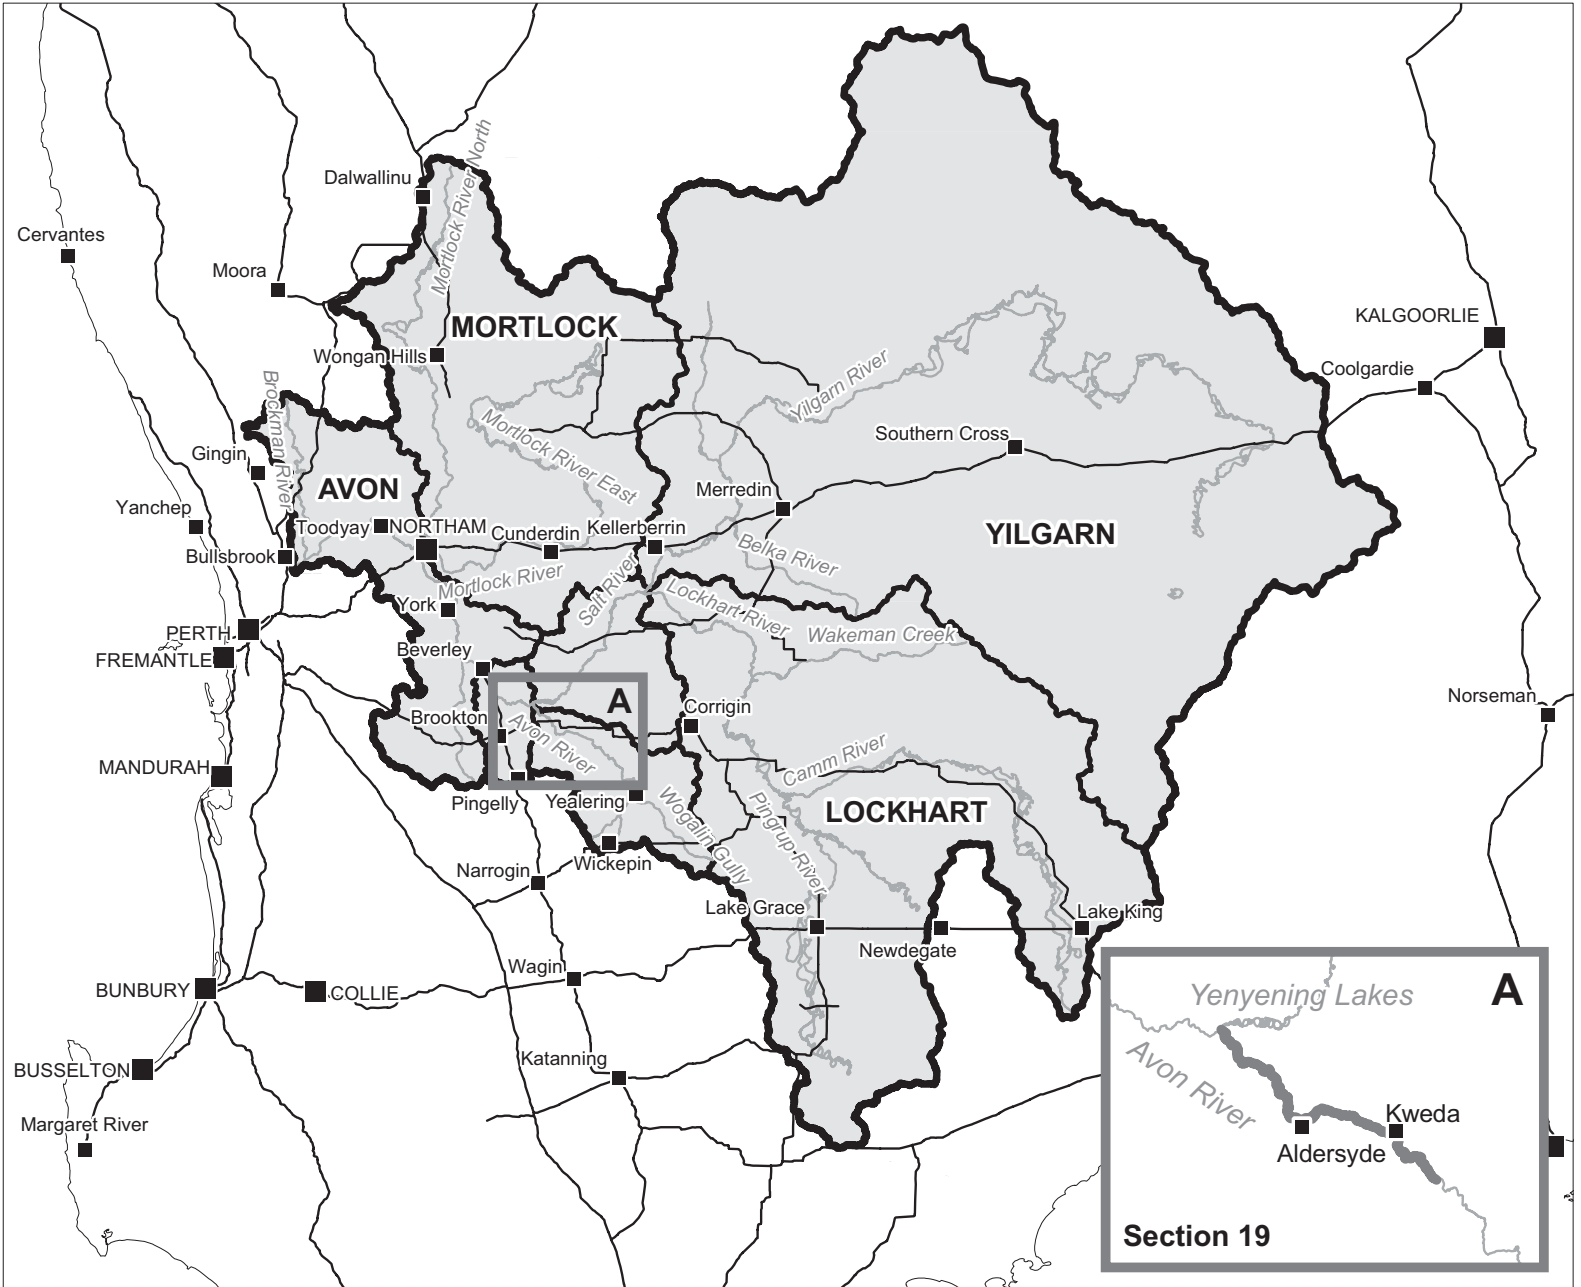 Mortlock River North
Dalwallinu
Cervantes
Moora
KALGOORLIE
MORTLOCK
Wongan Hills
Coolgardie
Brockman River
Yilgarn River
Mortlock River East
Southern Cross
Gingin
AVON
Merredin
Yanchep
Toodyay
NORTHAM
Cunderdin
Kellerberrin
YILGARN
Bullsbrook
Belka River
Mortlock River
Salt River
Lockhart River
York
PERTH
Wakeman Creek
FREMANTLE
Beverley
A
Norseman
Brookton
Corrigin
Avon River
Camm River
MANDURAH
Pingelly
Yealering
LOCKHART
Wogalin Gully
Pingrup River
Wickepin
Narrogin
Lake Grace
Lake King
Newdegate
Wagin
BUNBURY
COLLIE
Yenyening Lakes
A
Katanning
BUSSELTON
Avon River
Margaret River
Kweda
Aldersyde
Section 19